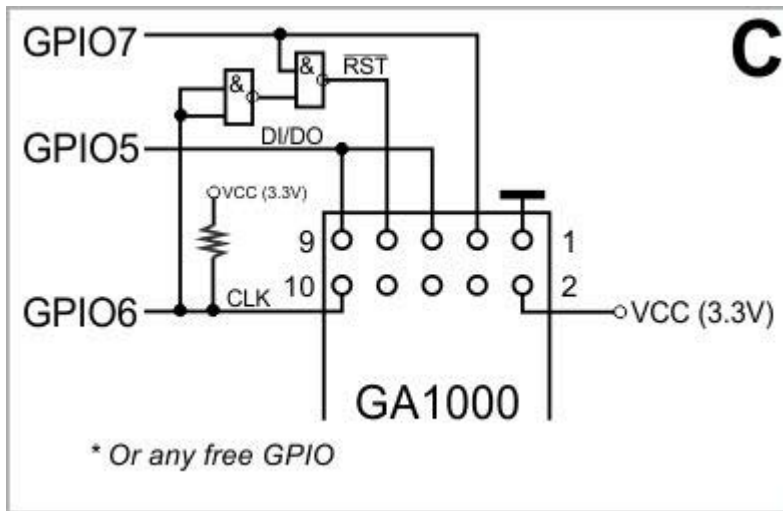 GPIO7
C
&
&
RST
GPIO5
DI/DO
VCC (3.3V)
9
1
GPIO6
CLK
10
2
VCC (3.3V)
GA1000
* Or any free GPIO